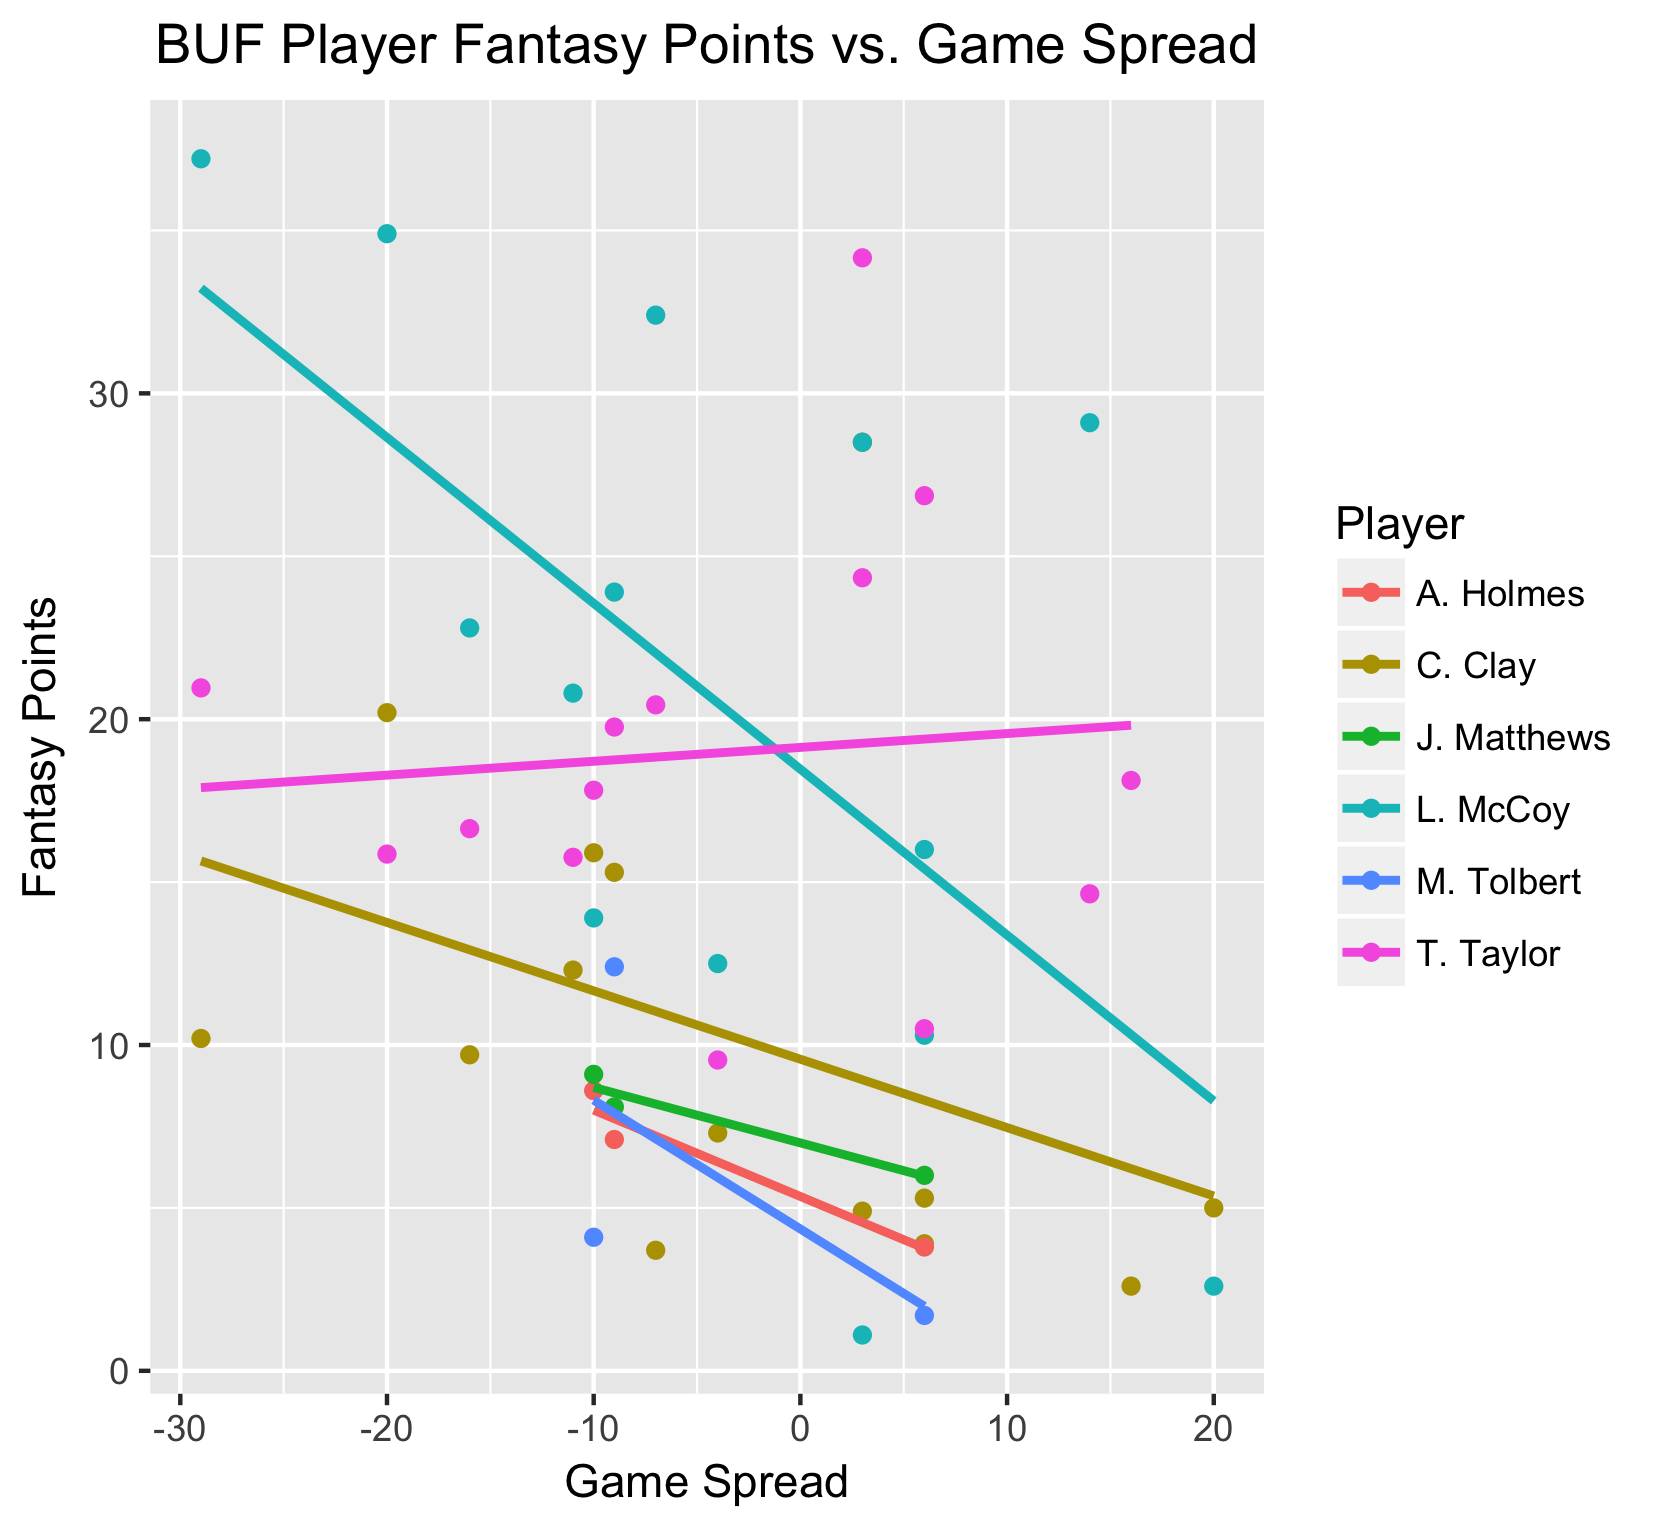 BUF Player Fantasy Points vs. Game Spread
Fantasy Points
30
20
10
0
-30
-20
-10
0
10
20
Game Spread
Player
A. Holmes
C. Clay
J. Matthews
L. McCoy
M. Tolbert
T. Taylor